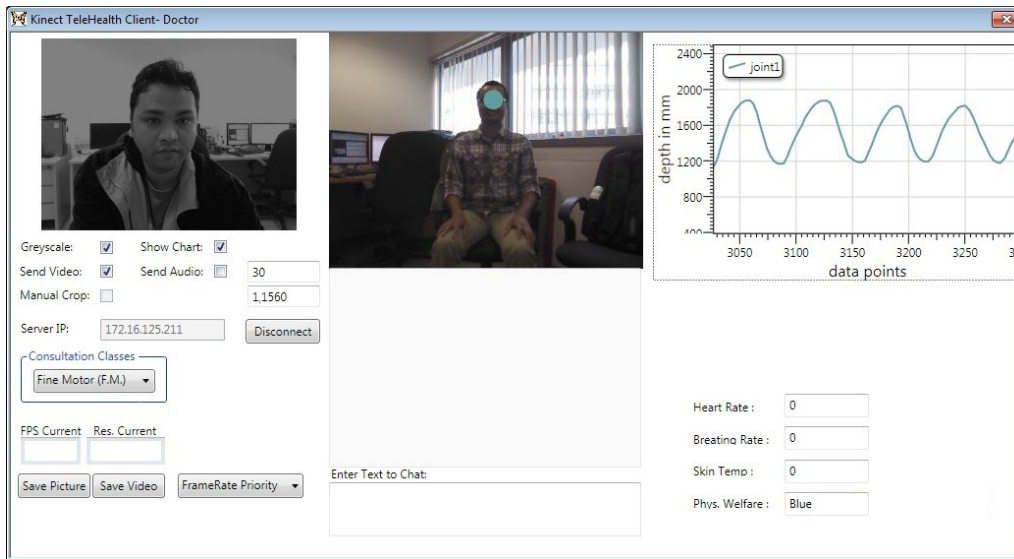 Kinect TeleHealth Client- Doctor
Greyscale:
Show Chart:
Send Video:
Send Audio:
30
Manual Crop:
1,1560
Server IP:
172.16.125.211
Disconnect
Consultation Classes
Fine Motor (F.M.)
FPS Current
Res. Current
Save Picture
Save Video
FrameRate Priority
Enter Text to Chat:
joint1
depth in mm
2400
2000
1600
1200
800
400
3050
3100
3150
3200
3250
3
data points
Heart Rate :
0
Breating Rate :
0
Skin Temp :
0
Phys. Welfare :
Blue